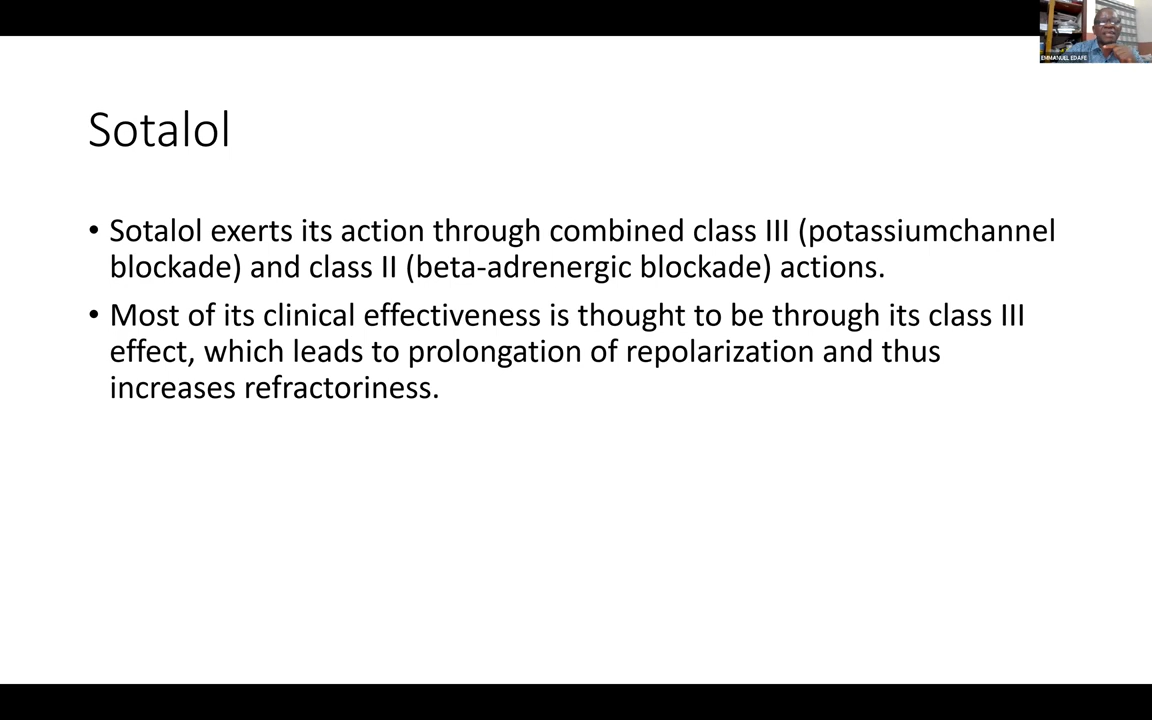 EMMANUEL EDAFE
Sotalol
• Sotalol exerts its action through combined class III (potassiumchannel
blockade) and class II (beta-adrenergic blockade) actions.
• Most of its clinical effectiveness is thought to be through its class III
effect, which leads to prolongation of repolarization and thus
increases refractoriness.